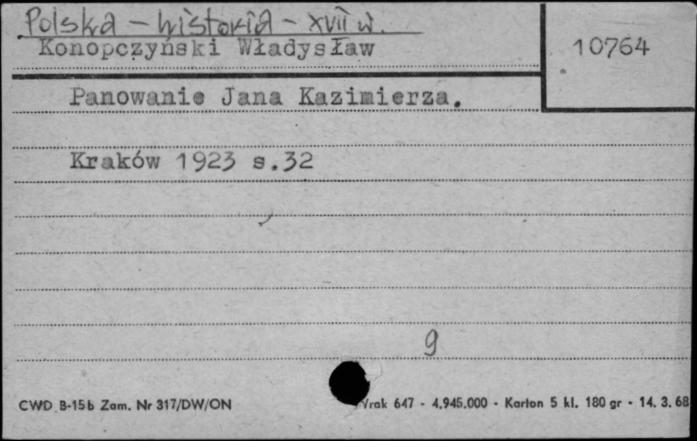 Polska - historia - XVII w.
Konopczyński Władysław
10764
Panowanie Jana Kazimierza.
Kraków 1923 s.32
9
CWD B-15b Zam. Nr 317/DW/ON
rak 647 - 4.945.000 - Karton 5 kl. 180 gr - 14. 3. 68